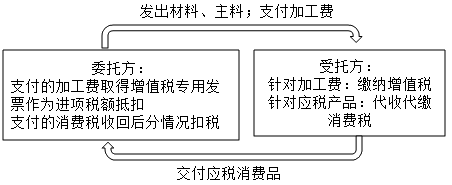 发出材料、主料；支付加工费
委托方：
支付的加工费取得增值税专用发
票作为进项税额抵扣
支付的消费税收回后分情况扣税
受托方：
针对加工费：缴纳增值税
针对应税产品：代收代缴
消费税
交付应税消费品